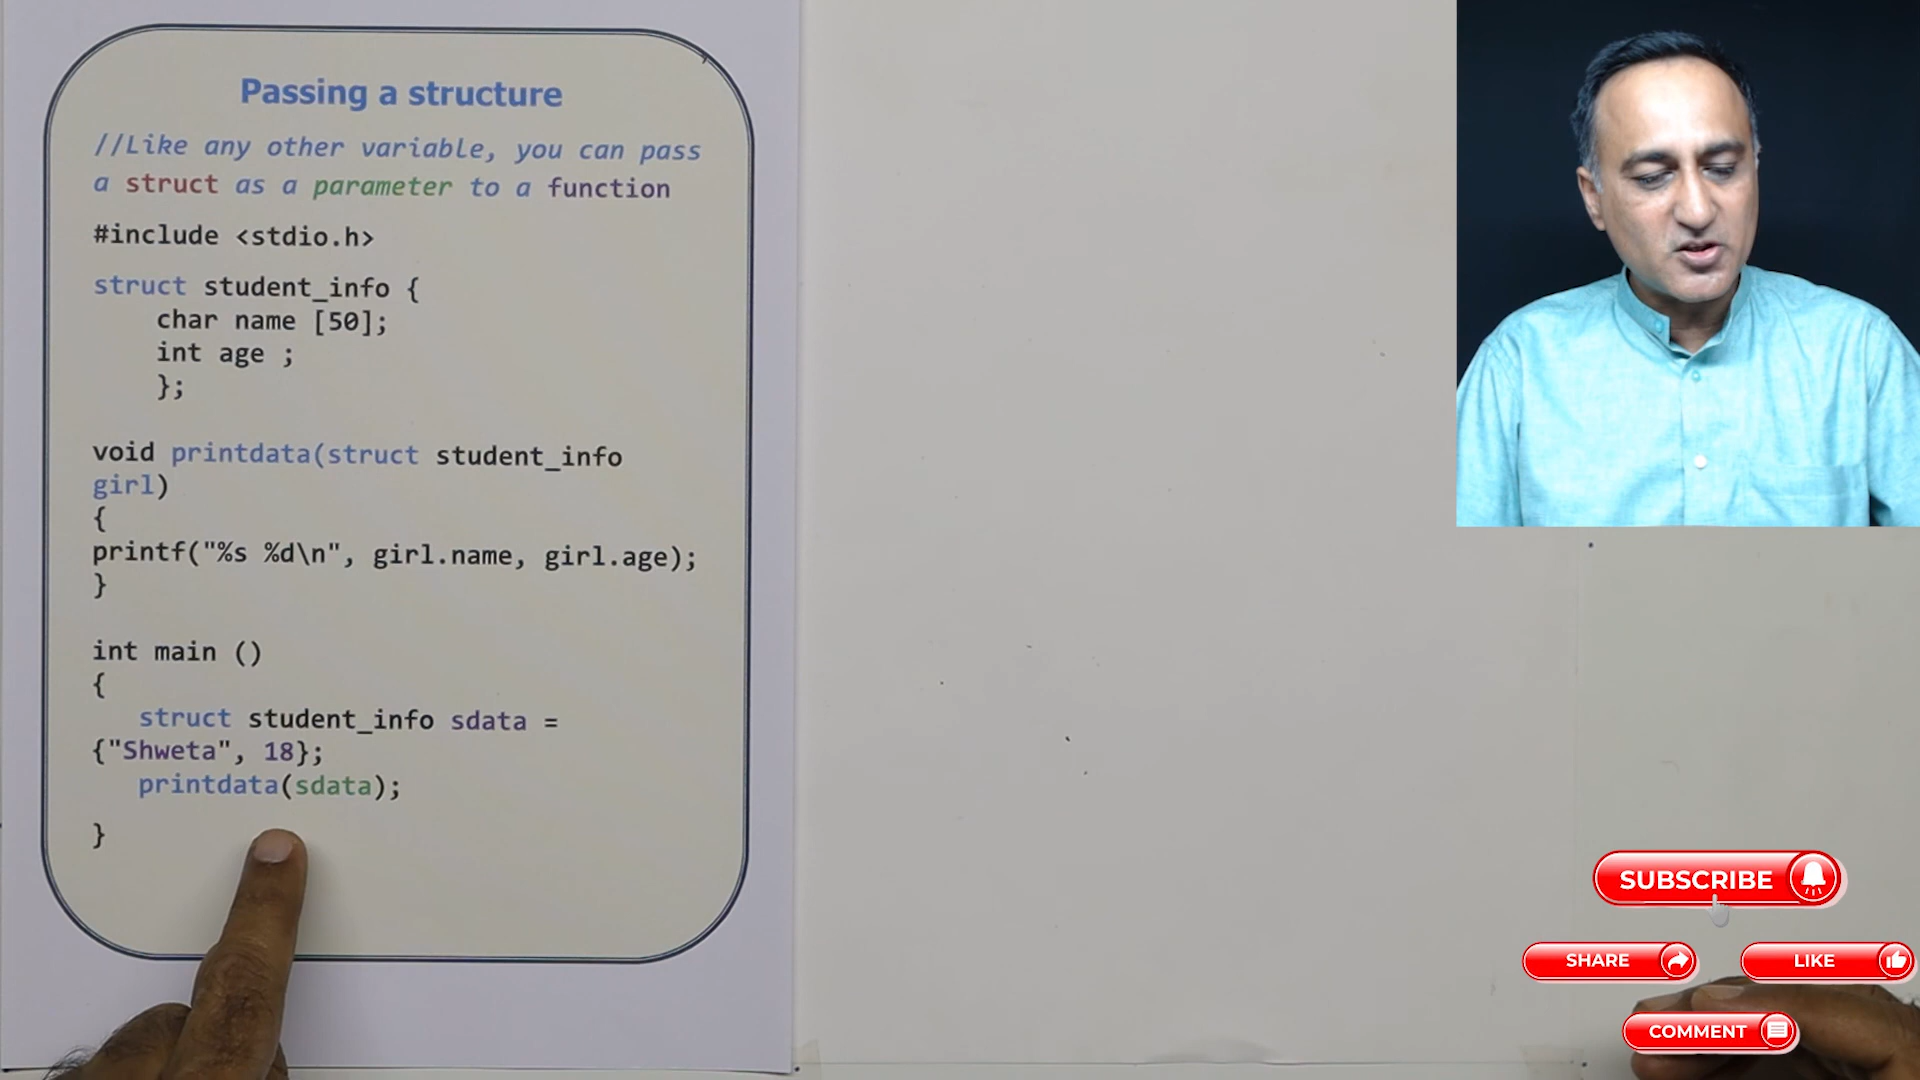 Passing a structure
//Like any other variable, you can pass
a struct as a parameter to a function
#include <stdio.h>
struct student_info {
char name [50];
int age ;
};
void printdata(struct student_info
girl)
{
printf("%s %d\n", girl.name, girl.age);
}
int main ()
{
struct student_info sdata =
{"Shweta", 18};
printdata(sdata);
}
SUBSCRIBE
SHARE
LIKE
COMMENT